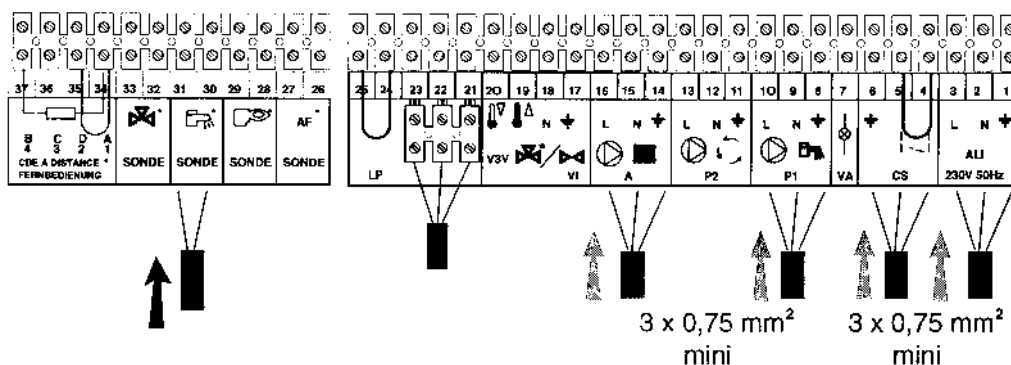 37 36 35 34 33 32 31 30 29 28 27 26
25 24 23 22 21 20 19 18 17 16 15 14 13 12 11 10 9 8 7 6 5 4 3 2 1
N L N L N L N L N
B C D A
4 3 2 1
CDE A DISTANCE *
FERNBEDIENUNG
* SONDE
* SONDE
* SONDE
AF*
SONDE
LP
V3V
VI
A
P2
P1
VA
CS
ALI
230V 50Hz
3 x 0,75 mm²
mini
3 x 0,75 mm²
mini